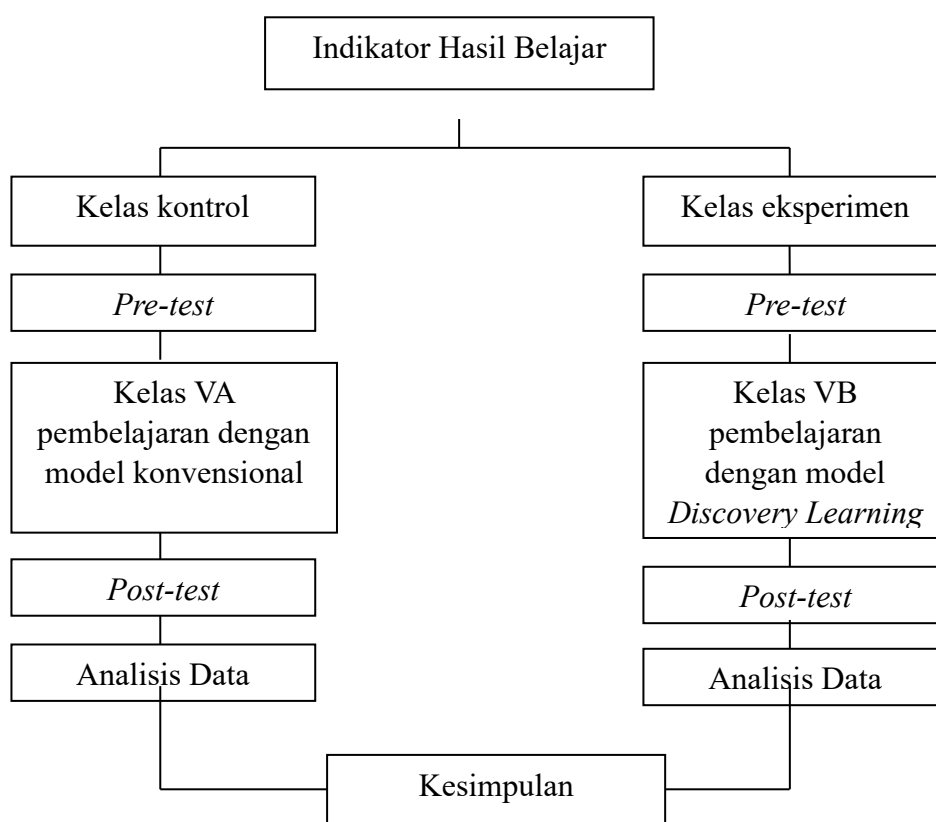 Indikator Hasil Belajar
Kelas kontrol
Kelas eksperimen
Pre-test
Pre-test
Kelas VA
pembelajaran dengan
model konvensional
Kelas VB
pembelajaran
dengan model
Discovery Learning
Post-test
Post-test
Analisis Data
Analisis Data
Kesimpulan